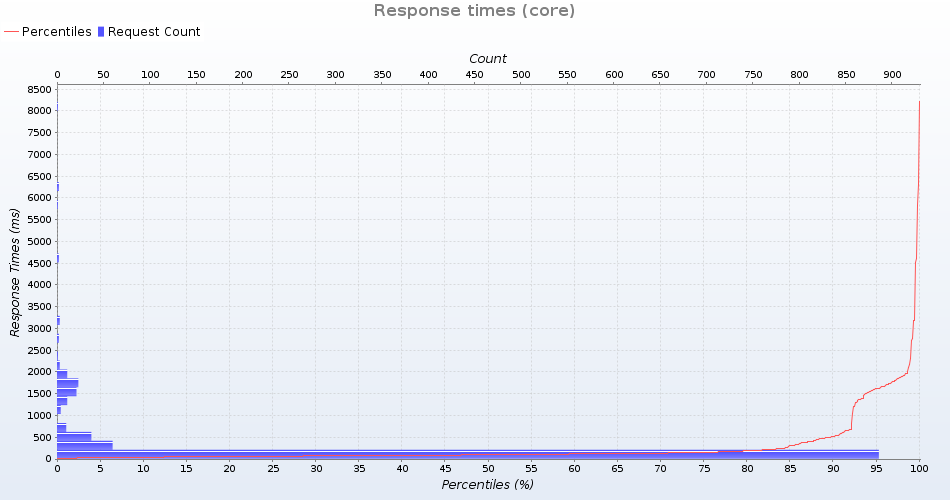 Response times (core)
Percentiles Request Count
Count
0 50 100 150 200 250 300 350 400 450 500 550 600 650 700 750 800 850 900
8500
8000
7500
7000
6500
6000
5500
5000
4500
4000
3500
3000
2500
2000
1500
1000
500
0
Response Times (ms)
0 5 10 15 20 25 30 35 40 45 50 55 60 65 70 75 80 85 90 95 100
Percentiles (%)